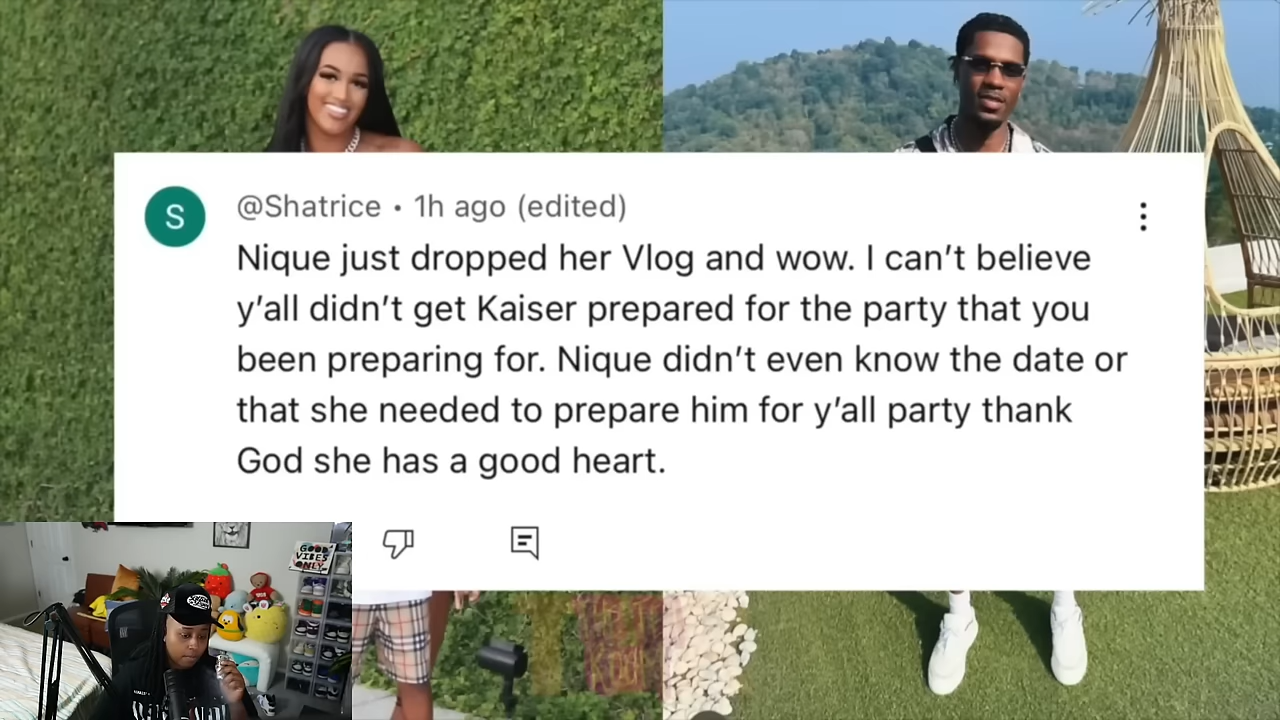 @Shatrice • 1h ago (edited)
S
Nique just dropped her Vlog and wow. I can’t believe
y’all didn’t get Kaiser prepared for the party that you
been preparing for. Nique didn’t even know the date or
that she needed to prepare him for y’all party thank
God she has a good heart.
GOOD
VIBES
ONLY